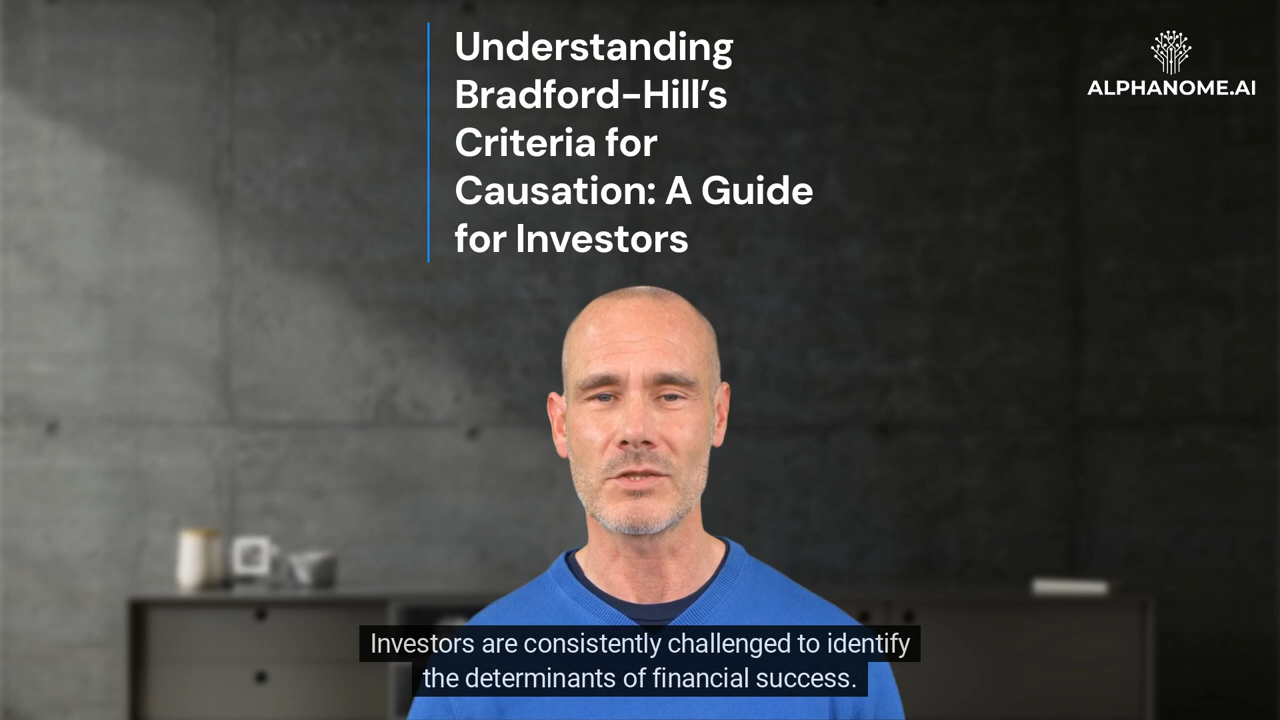 Understanding
Bradford-Hill’s
Criteria for
Causation: A Guide
for Investors
ALPHANOME.AI
Investors are consistently challenged to identify
the determinants of financial success.